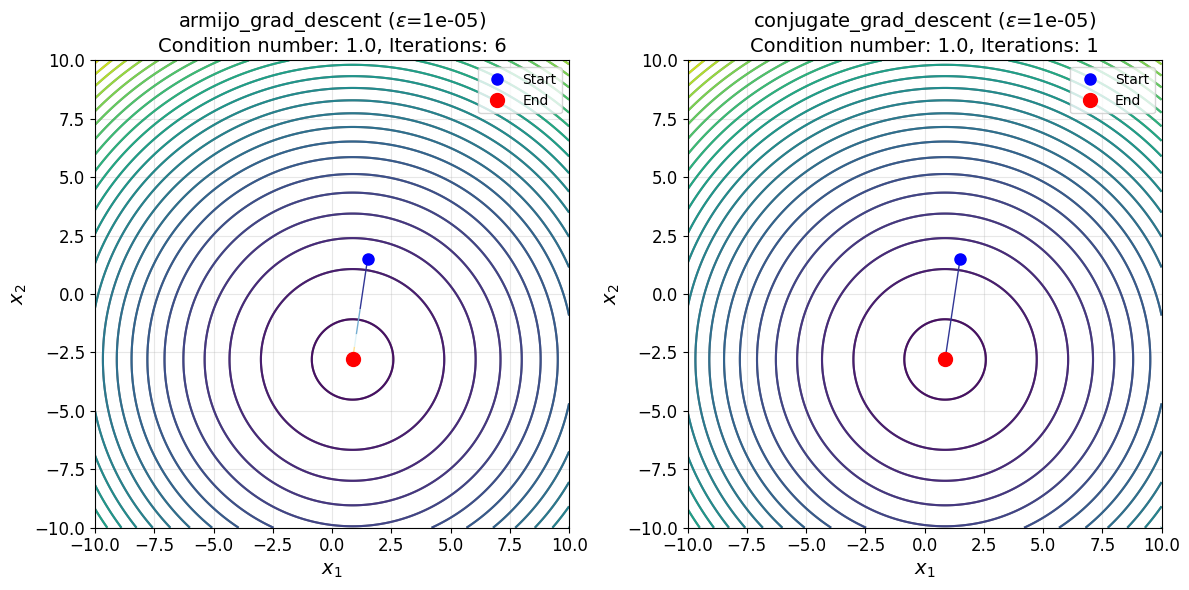 armijo_grad_descent (ε=1e-05)
Condition number: 1.0, Iterations: 6
Start
End
10.0
7.5
5.0
2.5
0.0
−2.5
−5.0
−7.5
−10.0
x₂
−10.0 −7.5 −5.0 −2.5 0.0 2.5 5.0 7.5 10.0
x₁
conjugate_grad_descent (ε=1e-05)
Condition number: 1.0, Iterations: 1
Start
End
10.0
7.5
5.0
2.5
0.0
−2.5
−5.0
−7.5
−10.0
x₂
−10.0 −7.5 −5.0 −2.5 0.0 2.5 5.0 7.5 10.0
x₁